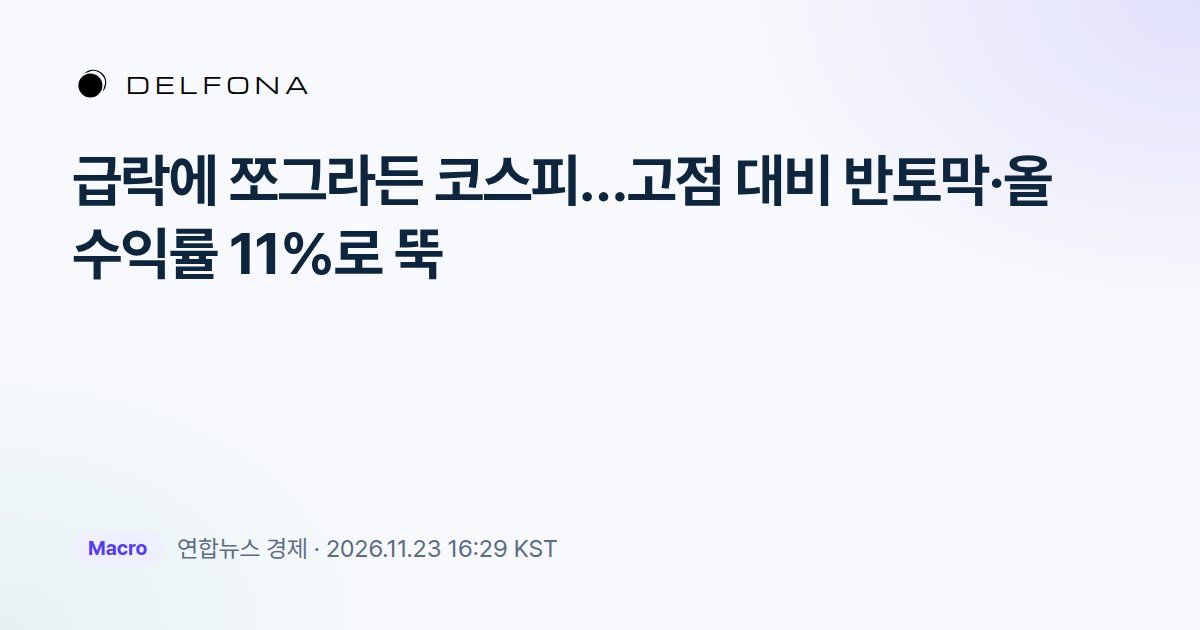 DELFONA
급락에 쪼그라든 코스피…고점 대비 반토막·올
수익률 11%로 뚝
Macro 연합뉴스 경제 · 2026.11.23 16:29 KST